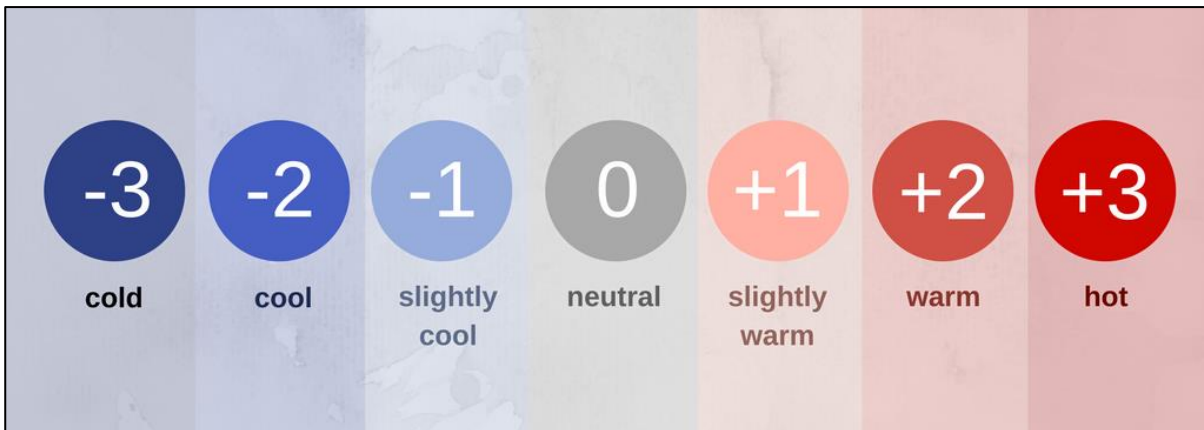 -3 -2 -1 0 +1 +2 +3
cold cool slightly cool neutral slightly warm warm hot